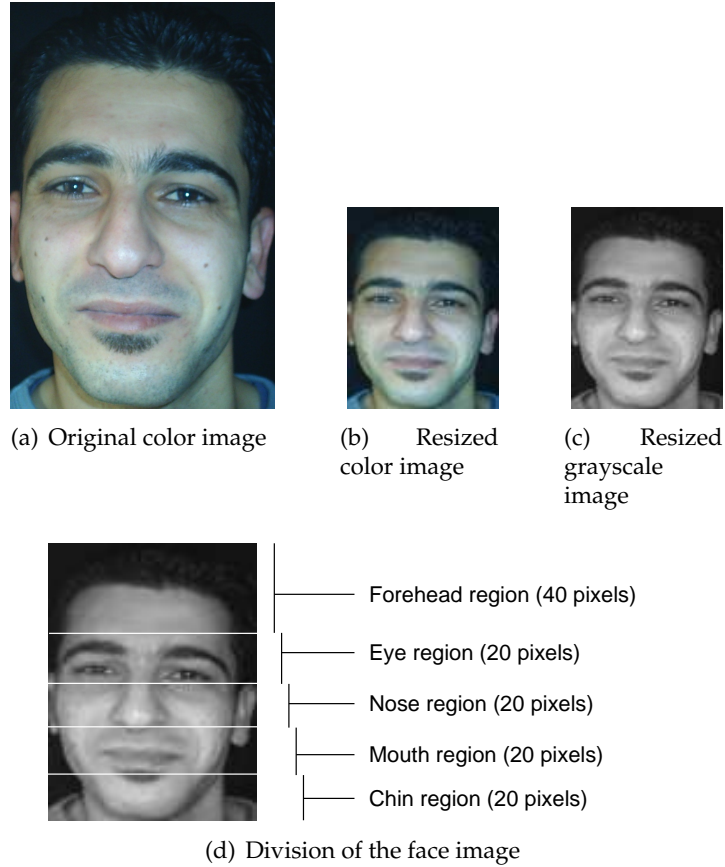 (a) Original color image
(b) Resized
color image
(c) Resized
grayscale
image
Forehead region (40 pixels)
Eye region (20 pixels)
Nose region (20 pixels)
Mouth region (20 pixels)
Chin region (20 pixels)
(d) Division of the face image